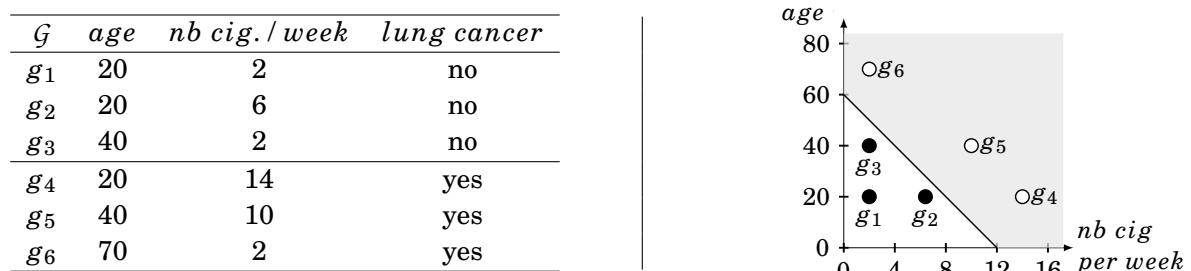 𝒢 age nb cig. / week lung cancer
g1 20 2 no
g2 20 6 no
g3 40 2 no
g4 20 14 yes
g5 40 10 yes
g6 70 2 yes
age
80
g6
60
40
g5
g3
20
g4
g1
g2
0
nb cig
per week
0 4 8 12 16